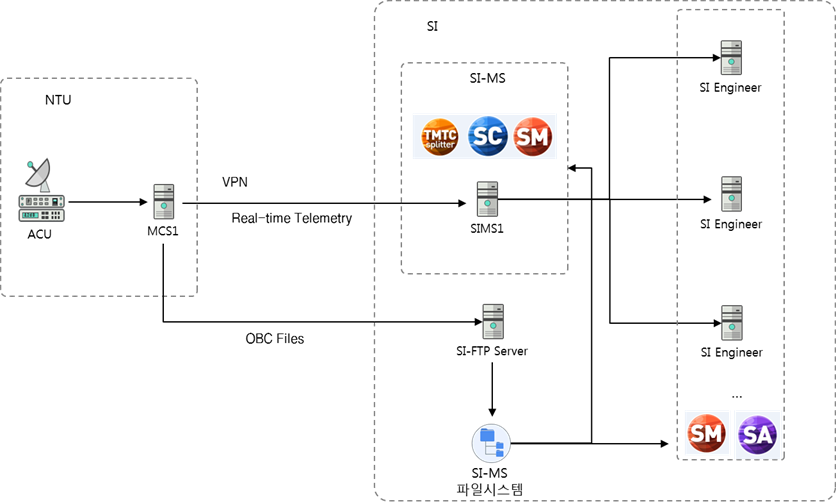 SI
NTU
SI-MS
TMTC
splitter
SC
SM
SI Engineer
VPN
Real-time Telemetry
ACU
MCS1
SIMS1
SI Engineer
OBC Files
SI-FTP Server
SI Engineer
...
SM
SA
SI-MS
파일시스템